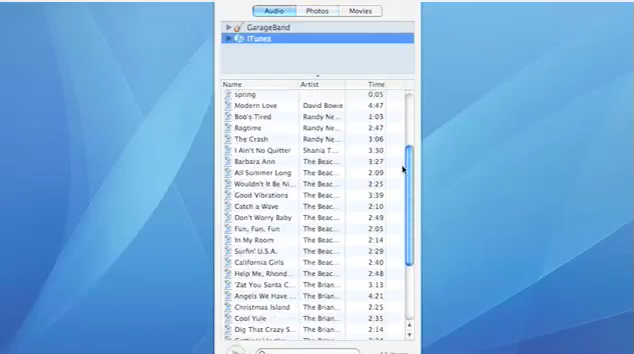 Audio Photos Movies
GarageBand
iTunes
Name Artist Time
spring 0:05
Modern Love David Bowie 4:47
Boo's Tired Randy Ne... 1:03
Ragtime Randy Ne... 2:47
The Crash Randy Ne... 3:06
I Ain't No Quitter Shania T... 3:30
Barbara Ann The Beac... 3:27
All Summer Long The Beac... 2:09
Wouldn't It Be Ni... The Beac... 2:25
Good Vibrations The Beac... 3:39
Catch a Wave The Beac... 2:10
Don't Worry Baby The Beac... 2:49
Fun, Fun, Fun The Beac... 2:05
In My Room The Beac... 2:14
Surfin' U.S.A. The Beac... 2:29
California Girls The Beac... 2:40
Help Me, Rhond... The Beac... 2:48
'Zat You Santa C... The Brian... 3:13
Angels We Have ... The Brian... 4:21
Christmas Island The Brian... 2:25
Cool Yule The Brian... 2:35
Dig That Crazy S... The Brian... 2:14